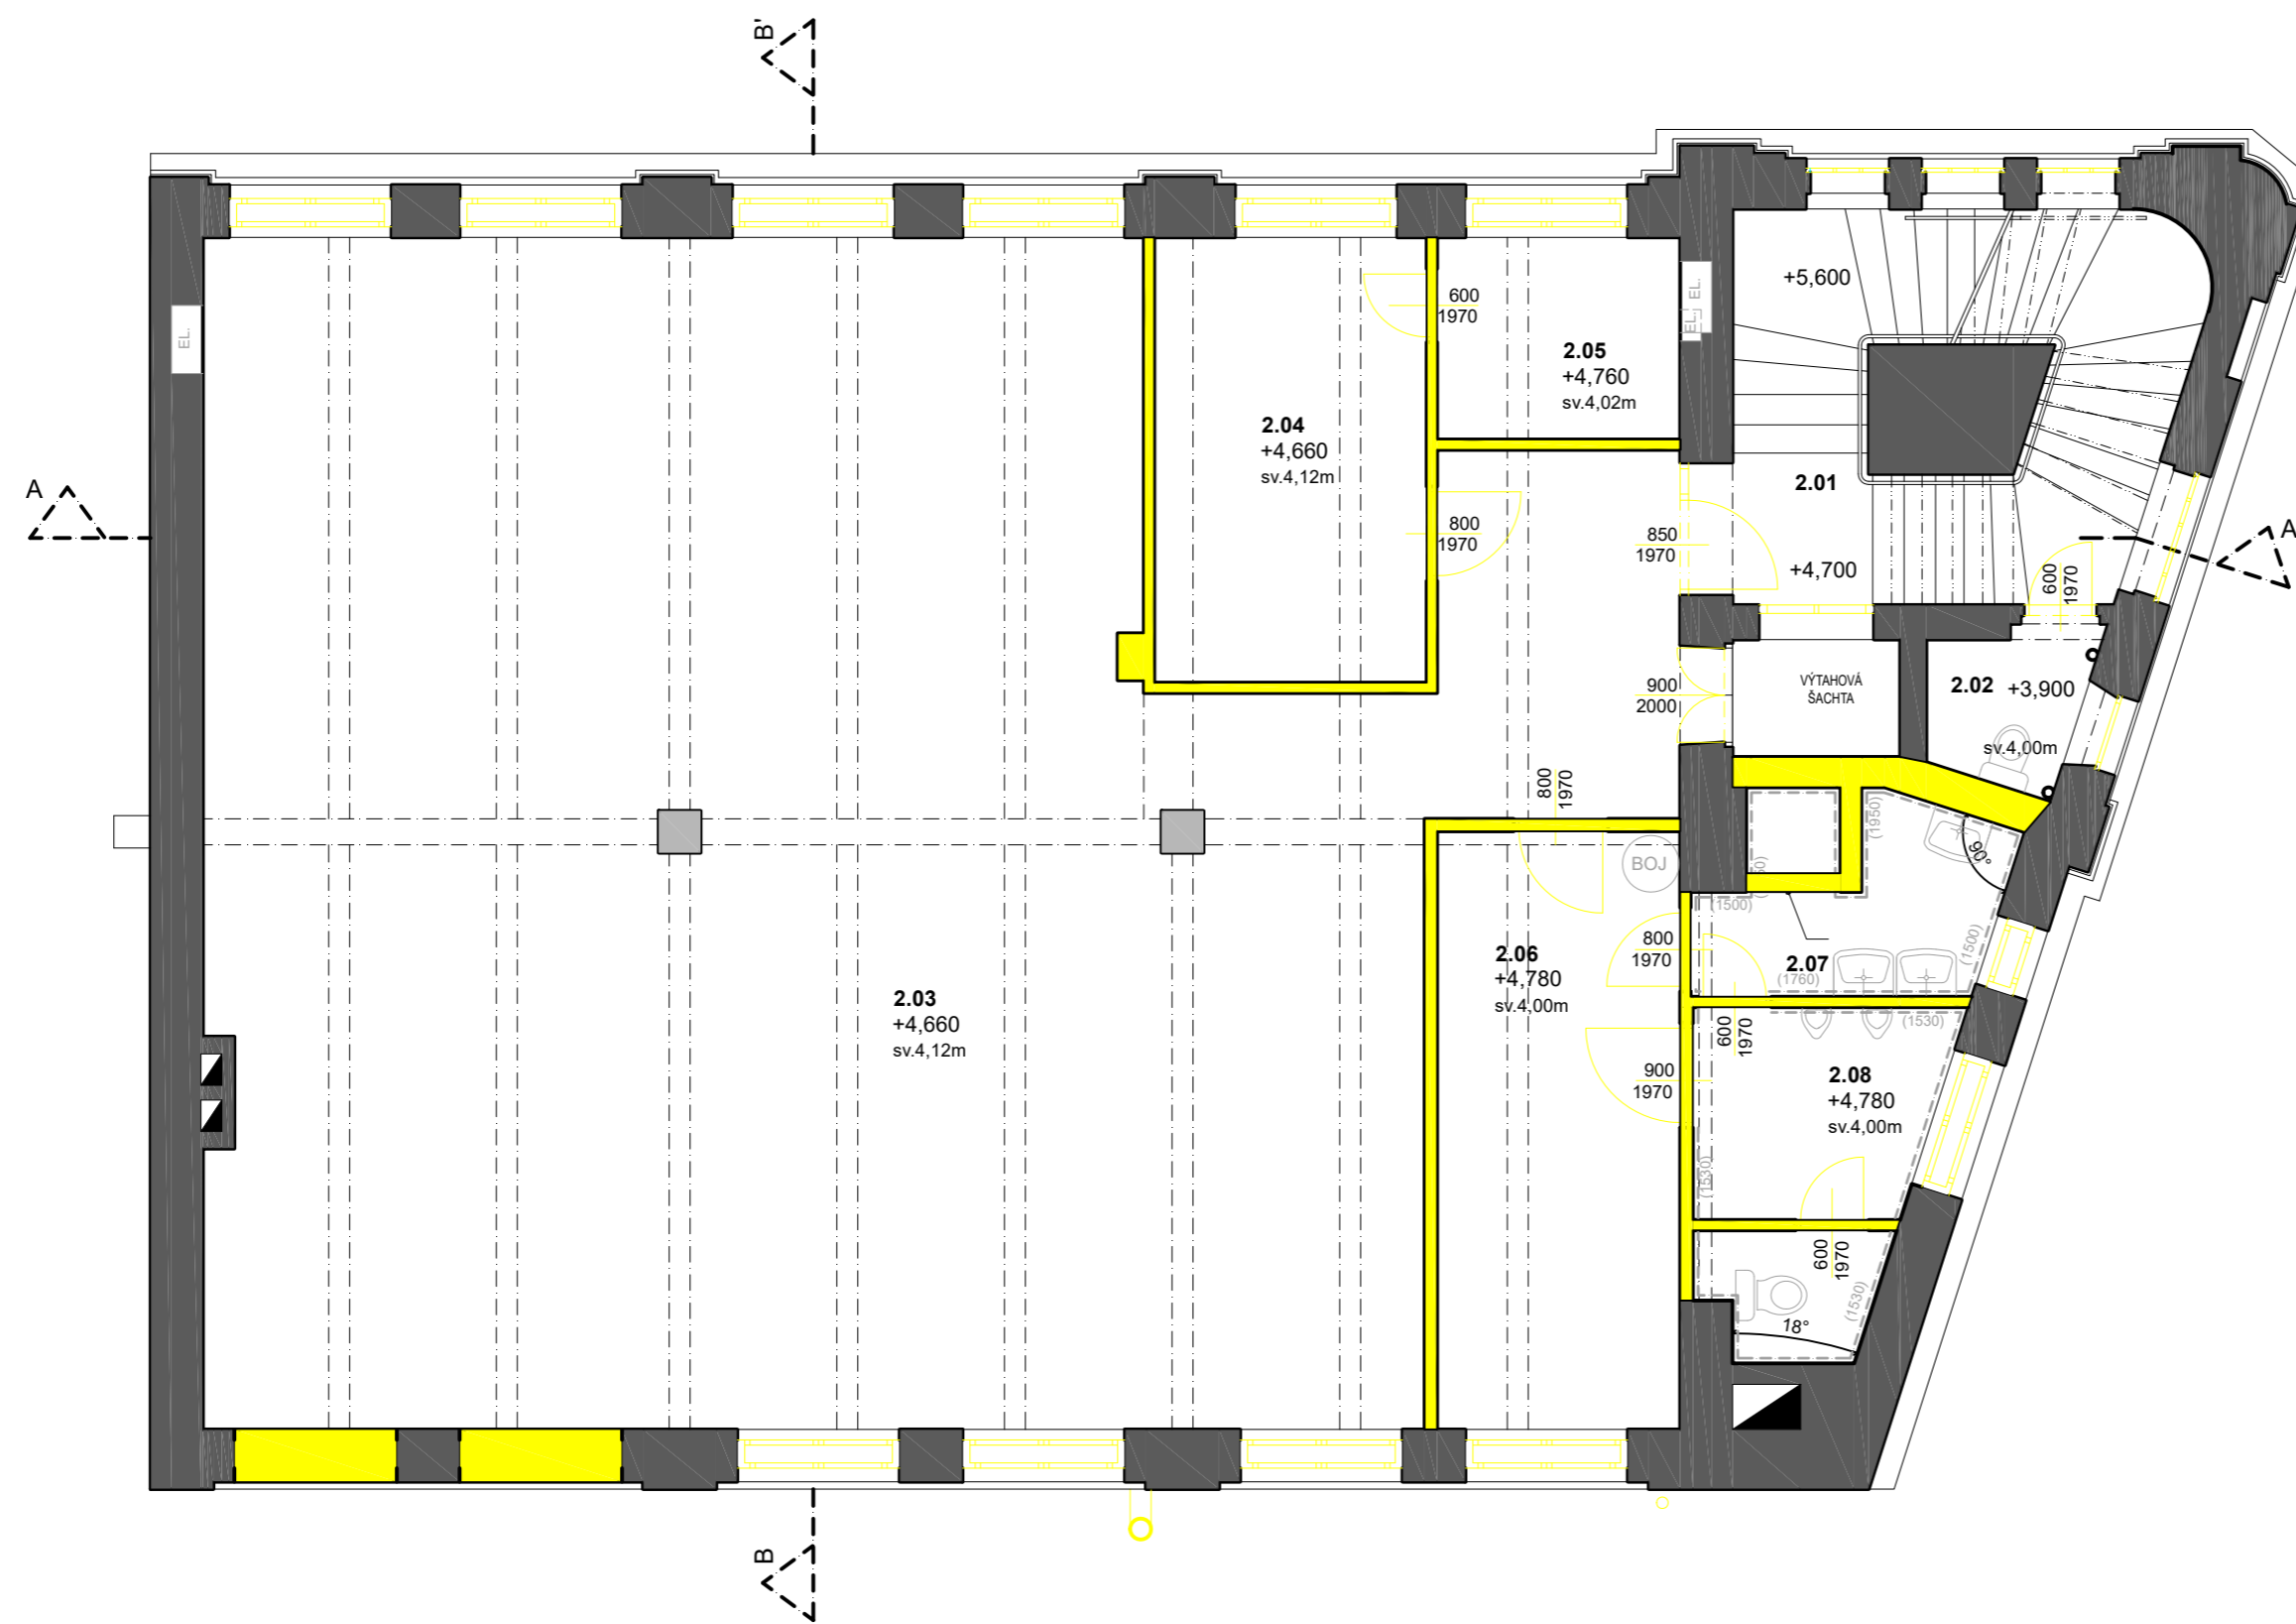 B'
+5,600
EL.
EL.
EL.
600
1970
2.05
+4,760
sv.4,02m
2.04
+4,660
sv.4,12m
2.01
A
A
800
1970
850
1970
+4,700
600
1970
900
2000
VÝTAHOVÁ
ŠACHTA
2.02
+3,900
sv.4,00m
800
1970
(1950)
BOJ
90°
(1500)
800
1970
2.06
+4,780
sv.4,00m
2.07
(1760)
(1500)
2.03
+4,660
sv.4,12m
600
1970
(1530)
900
1970
2.08
+4,780
sv.4,00m
(1530)
600
1970
(1530)
18°
B